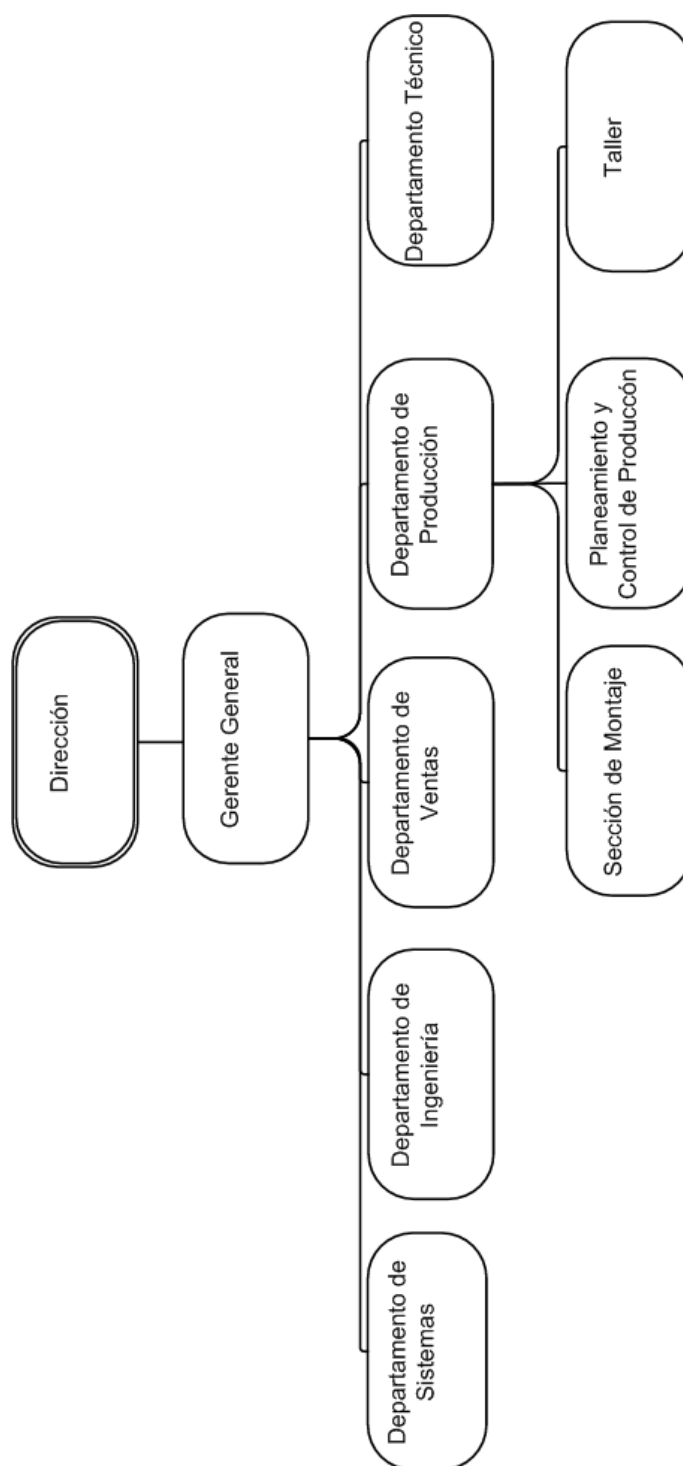 Dirección
Gerente General
Departamento de
Sistemas
Departamento de
Ingeniería
Departamento de
Ventas
Departamento de
Producción
Departamento Técnico
Sección de Montaje
Planeamiento y
Control de Produccón
Taller